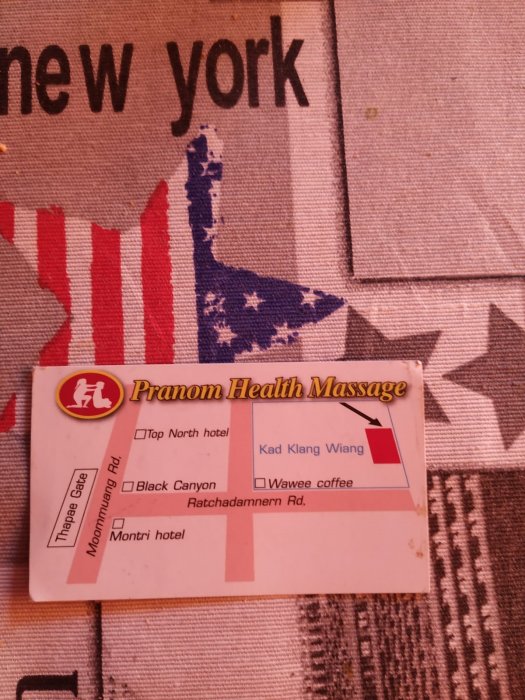 new york
Pranom Health Massage
Top North hotel
Kad Klang Wiang
Moommuang Rd.
Thapae Gate
Black Canyon
Wawee coffee
Ratchadamnern Rd.
Montri hotel